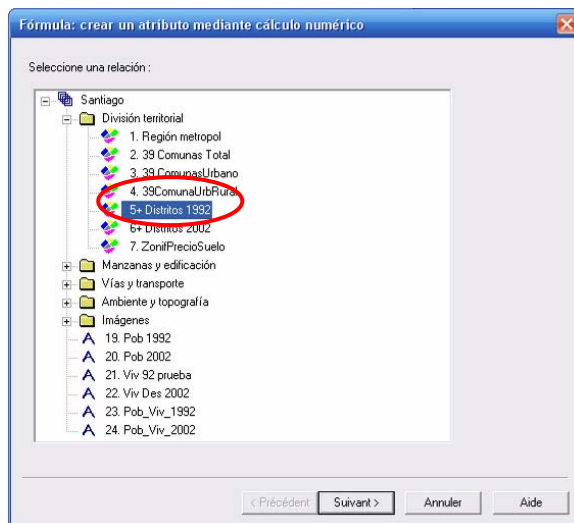 Fórmula: crear un atributo mediante cálculo numérico
Seleccione una relación :
Santiago
División territorial
1. Región metropol
2. 39 Comunas Total
3. 39 ComunasUrbano
4. 39ComunaUrbRural
5+ Distritos 1992
6+ Distritos 2002
7. ZonifPrecioSuelo
Manzanas y edificación
Vías y transporte
Ambiente y topografía
Imágenes
A 19. Pob 1992
A 20. Pob 2002
A 21. Viv 92 prueba
A 22. Viv Des 2002
A 23. Pob_Viv_1992
A 24. Pob_Viv_2002
< Précédent Suivant > Annuler Aide